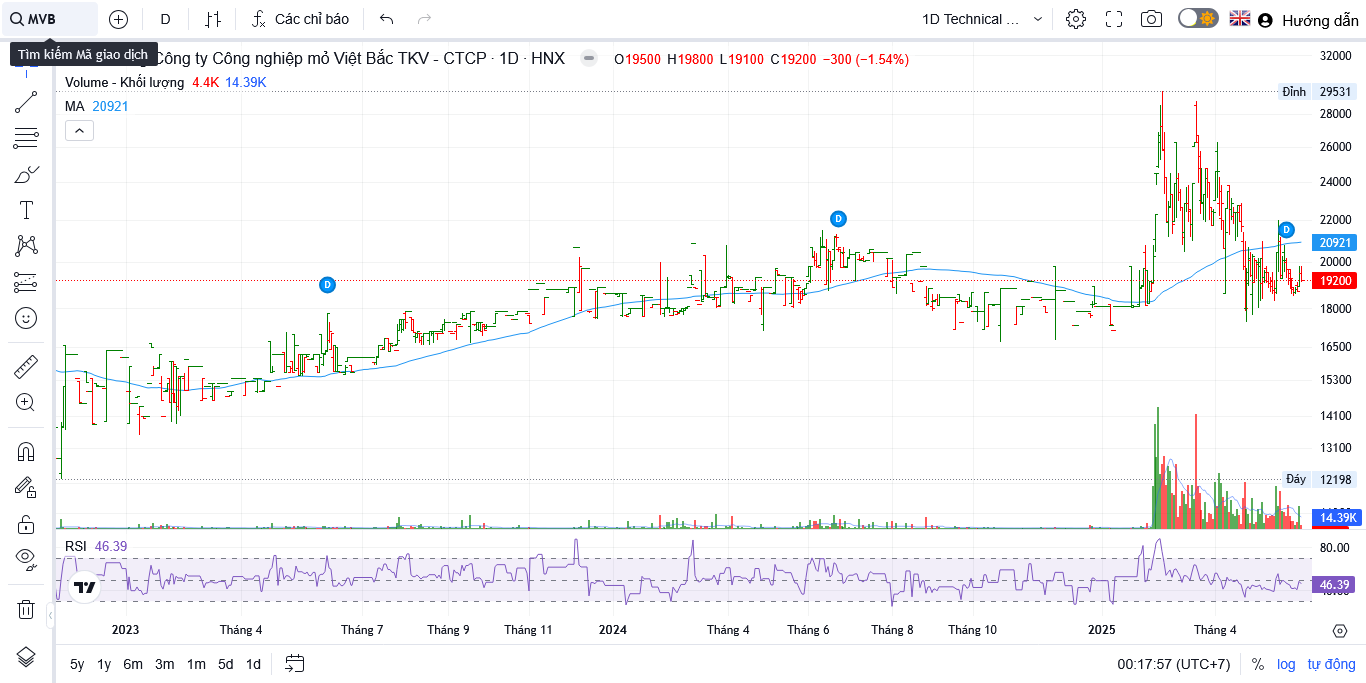 MVB D Các chỉ báo 1D Technical ... Hướng dẫn
Tìm kiếm Mã giao dịch
Công ty Công nghiệp mỏ Việt Bắc TKV - CTCP · 1D · HNX O19500 H19800 L19100 C19200 −300 (−1.54%)
Volume - Khối lượng 4.4K 14.39K
MA 20921
32000
Đỉnh 29531
28000
26000
24000
22000
D
D
20921
20000
D
19200
18000
16500
15300
14100
13100
Đáy 12198
14.39K
RSI 46.39
80.00
46.39
2023 Tháng 4 Tháng 7 Tháng 9 Tháng 11 2024 Tháng 4 Tháng 6 Tháng 8 Tháng 10 2025 Tháng 4
5y 1y 6m 3m 1m 5d 1d 00:17:57 (UTC+7) % log tự động